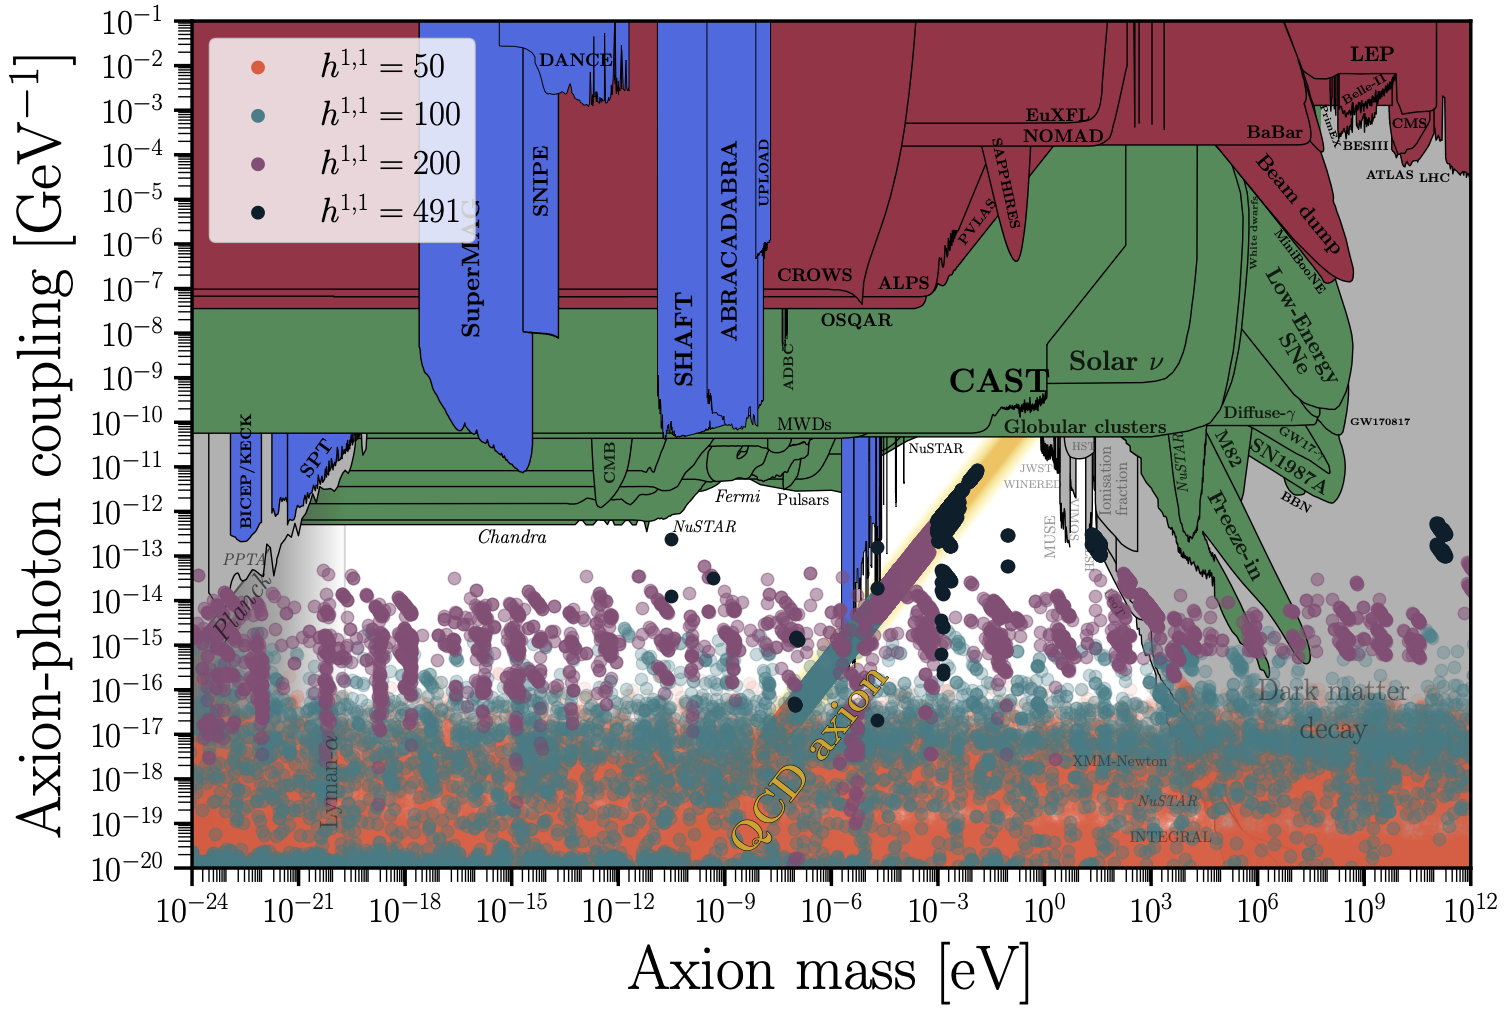 Axion-photon coupling [GeV⁻¹]
10⁻¹
10⁻²
10⁻³
10⁻⁴
10⁻⁵
10⁻⁶
10⁻⁷
10⁻⁸
10⁻⁹
10⁻¹⁰
10⁻¹¹
10⁻¹²
10⁻¹³
10⁻¹⁴
10⁻¹⁵
10⁻¹⁶
10⁻¹⁷
10⁻¹⁸
10⁻¹⁹
10⁻²⁰
h¹,¹ = 50
h¹,¹ = 100
h¹,¹ = 200
h¹,¹ = 491
DANCE
SuperMAG
SNIPE
SHAFT
ABRACADABRA
UPLOAD
EuXFL
NOMAD
SAPPHIRES
PVLAS
CROWS
ALPS
OSQAR
ADBC
BaBar
LEP
Belle-II
PrimEX
BESIII
CMS
ATLAS
LHC
Beam dump
White dwarfs
MiniBooNE
Low-Energy
SNe
CAST
Solar ν
MWDs
Globular clusters
Diffuse-γ
GW170817
GW17-γ
SN1987A
BBN
M82
NuSTAR
Freeze-in
BICEP/KECK
SPT
CMB
Fermi
Pulsars
NuSTAR
NuSTAR
Chandra
PPTA
Planck
Lyman-α
JWST
WINERED
HST
MUSE
VIMOS
HST
Ionisation
fraction
QCD axion
Dark matter
decay
XMM-Newton
NuSTAR
INTEGRAL
10⁻²⁴
10⁻²¹
10⁻¹⁸
10⁻¹⁵
10⁻¹²
10⁻⁹
10⁻⁶
10⁻³
10⁰
10³
10⁶
10⁹
10¹²
Axion mass [eV]